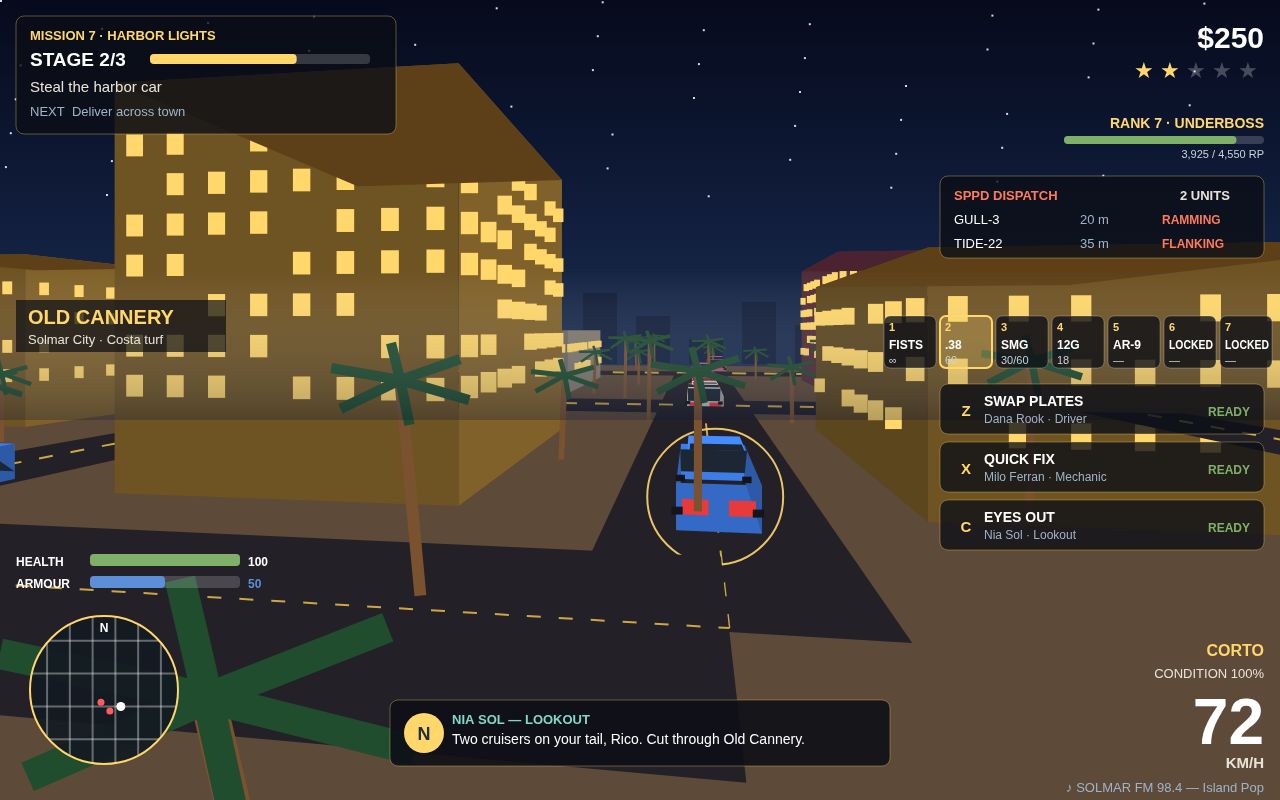 MISSION 7 · HARBOR LIGHTS
STAGE 2/3
Steal the harbor car
NEXT Deliver across town
$250
★ ★ ★ ★ ★
RANK 7 · UNDERBOSS
3,925 / 4,550 RP
SPPD DISPATCH 2 UNITS
GULL-3 20 m RAMMING
TIDE-22 35 m FLANKING
OLD CANNERY
Solmar City · Costa turf
1 2 3 4 5 6 7
FISTS .38 SMG 12G AR-9 LOCKED LOCKED
∞ 60 30/60 18 — — —
Z SWAP PLATES
Dana Rook · Driver READY
X QUICK FIX
Milo Ferran · Mechanic READY
C EYES OUT
Nia Sol · Lookout READY
HEALTH 100
ARMOUR 50
N
CORTO
CONDITION 100%
72
KM/H
N NIA SOL — LOOKOUT
Two cruisers on your tail, Rico. Cut through Old Cannery.
♪ SOLMAR FM 98.4 — Island Pop